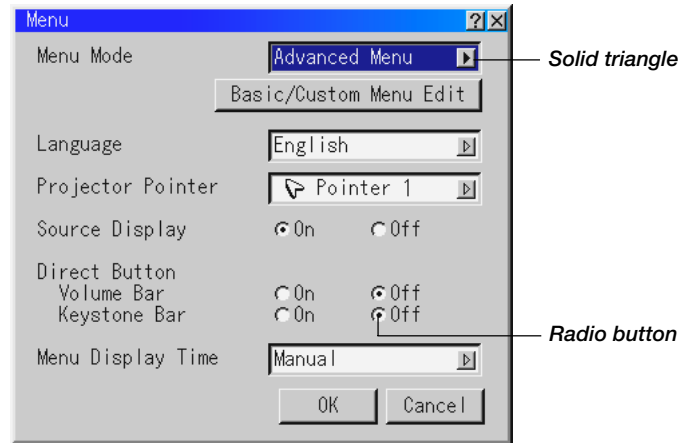 Menu
Menu Mode Advanced Menu
Basic/Custom Menu Edit
Language English
Projector Pointer Pointer 1
Source Display On Off
Direct Button
Volume Bar On Off
Keystone Bar On Off
Menu Display Time Manual
OK Cancel
Solid triangle
Radio button